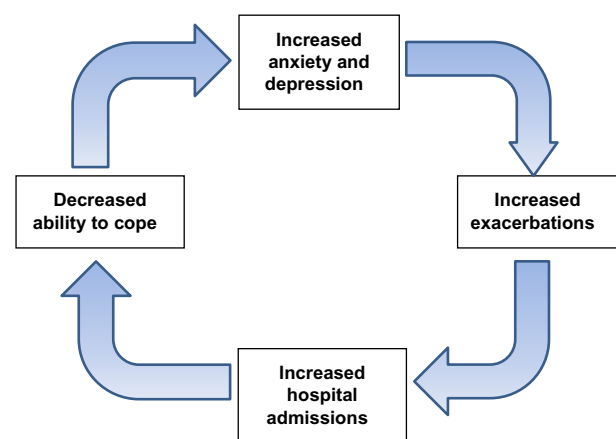 Increased
anxiety and
depression
Increased
exacerbations
Increased
hospital
admissions
Decreased
ability to cope